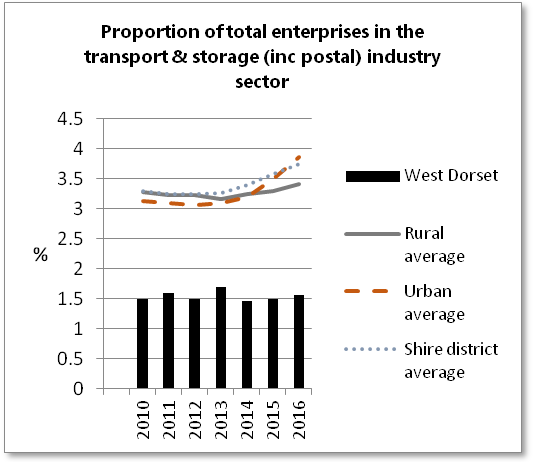 Proportion of total enterprises in the
transport & storage (inc postal) industry
sector
4.5
4
3.5
3
2.5
2
1.5
1
0.5
0
%
2010
2011
2012
2013
2014
2015
2016
West Dorset
Rural
average
Urban
average
Shire district
average